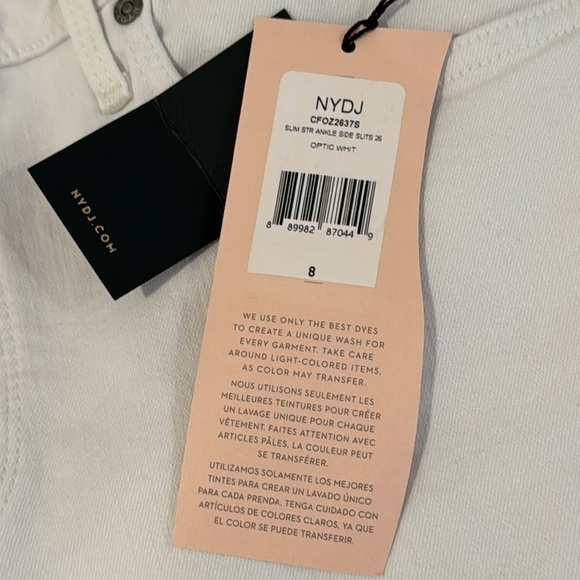 NYDJ
CFOZ2637S
SLIM STR ANKLE SIDE SLITS 26
OPTIC WHIT
8 89982 87044 9
8
WE USE ONLY THE BEST DYES
TO CREATE A UNIQUE WASH FOR
EVERY GARMENT. TAKE CARE
AROUND LIGHT-COLORED ITEMS,
AS COLOR MAY TRANSFER.
NOUS UTILISONS SEULEMENT LES
MEILLEURES TEINTURES POUR CRÉER
UN LAVAGE UNIQUE POUR CHAQUE
VÊTEMENT. FAITES ATTENTION AVEC
ARTICLES PÂLES, LA COULEUR PEUT
SE TRANSFÉRER.
UTILIZAMOS SOLAMENTE LOS MEJORES
TINTES PARA CREAR UN LAVADO ÚNICO
PARA CADA PRENDA. TENGA CUIDADO CON
ARTÍCULOS DE COLORES CLAROS, YA QUE
EL COLOR SE PUEDE TRANSFERIR.
NYDJ.COM